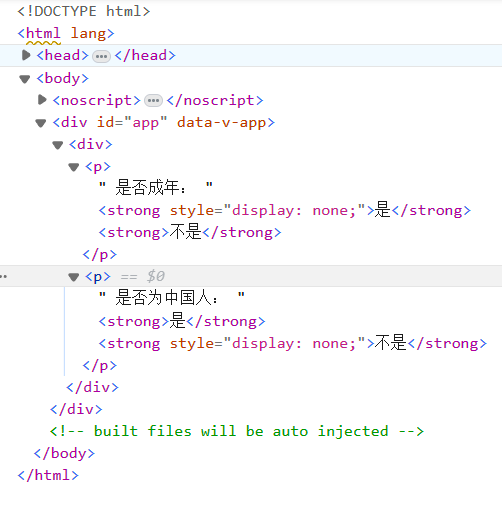 <!DOCTYPE html>
<html lang>
<head> ••• </head>
<body>
<noscript> ••• </noscript>
<div id="app" data-v-app>
<div>
<p>
" 是否成年： "
<strong style="display: none;">是</strong>
<strong>不是</strong>
</p>
<p> == $0
" 是否为中国人： "
<strong>是</strong>
<strong style="display: none;">不是</strong>
</p>
</div>
</div>
<!-- built files will be auto injected -->
</body>
</html>